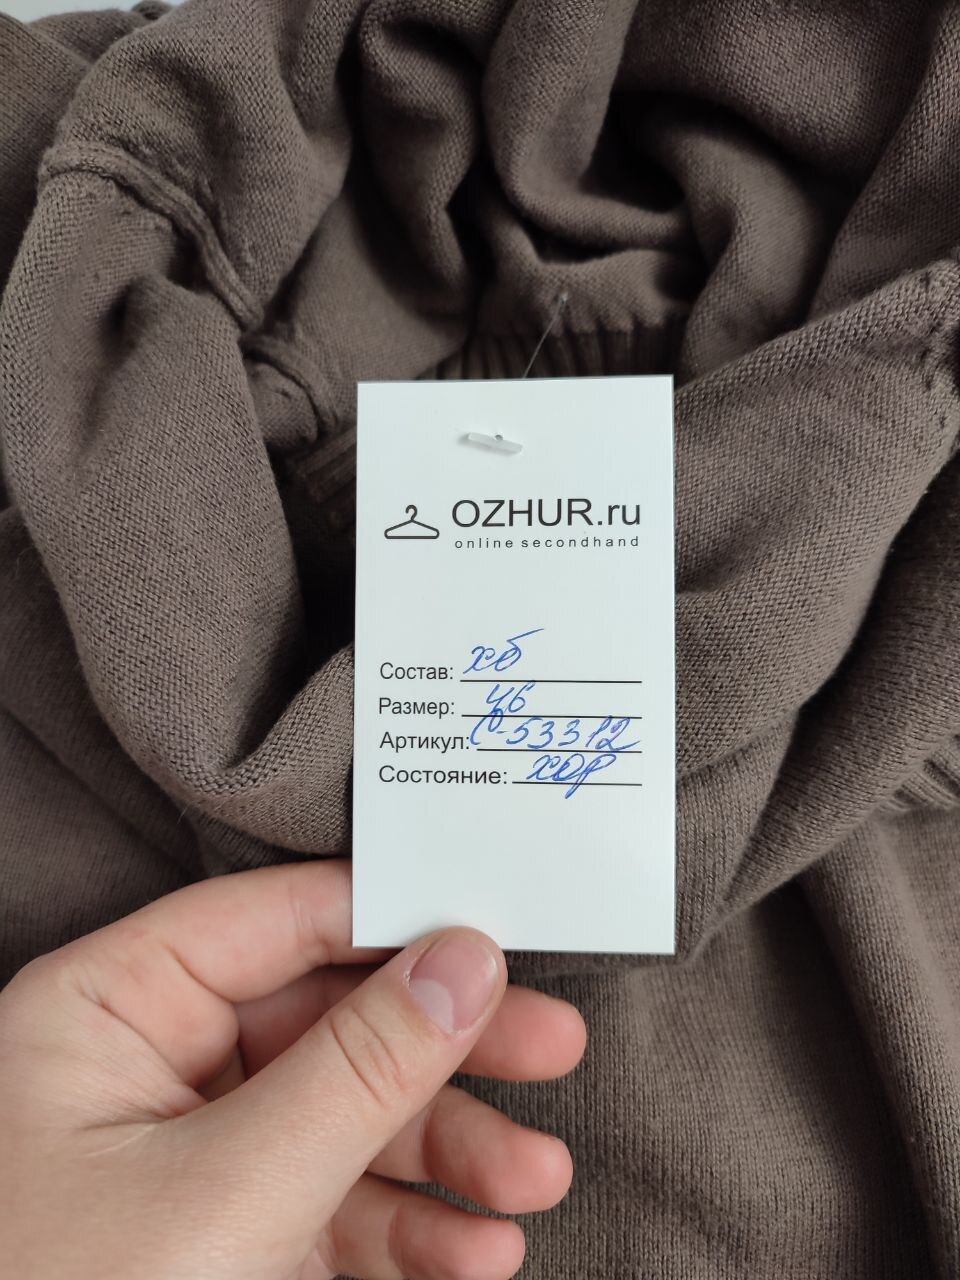 OZHUR.ru
online secondhand
Состав: хб
Размер: 46
Артикул: С-53312
Состояние: хор